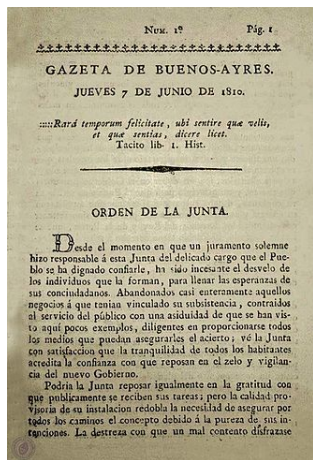 Num. 1º Pág. 1
GAZETA DE BUENOS-AYRES.
JUEVES 7 DE JUNIO DE 1810.
:::::Rará temporum felicitate, ubi sentire quæ velis,
et quæ sentias, dicere licet.
Tacito lib- 1. Hist.
ORDEN DE LA JUNTA.
Desde el momento en que un juramento solemne
hizo responsable á esta Junta del delicado cargo que el Pue-
blo se ha dignado confiarle, ha sido incesante el desvelo de
los individuos que la forman, para llenar las esperanzas de
sus conciudadanos. Abandonados casi enteramente aquellos
negocios á que tenian vinculado su subsistencia, contraidos
al servicio del público con una asiduidad de que se han vis-
to aquí pocos exemplos, diligentes en proporcionarse todos
los medios que puedan asegurarles el acierto; vé la Junta
con satisfaccion que la tranquilidad de todos los habitantes
acredita la confianza con que reposan en el zelo y vigilan-
cia del nuevo Gobierno.
Podria la Junta reposar igualmente en la gratitud con
que publicamente se reciben sus tareas; pero la calidad pro-
visoria de su instalacion redobla la necesidad de asegurar por
todos los caminos el concepto debido á la pureza de sus in-
tenciones. La destreza con que un mal contento disfrazase